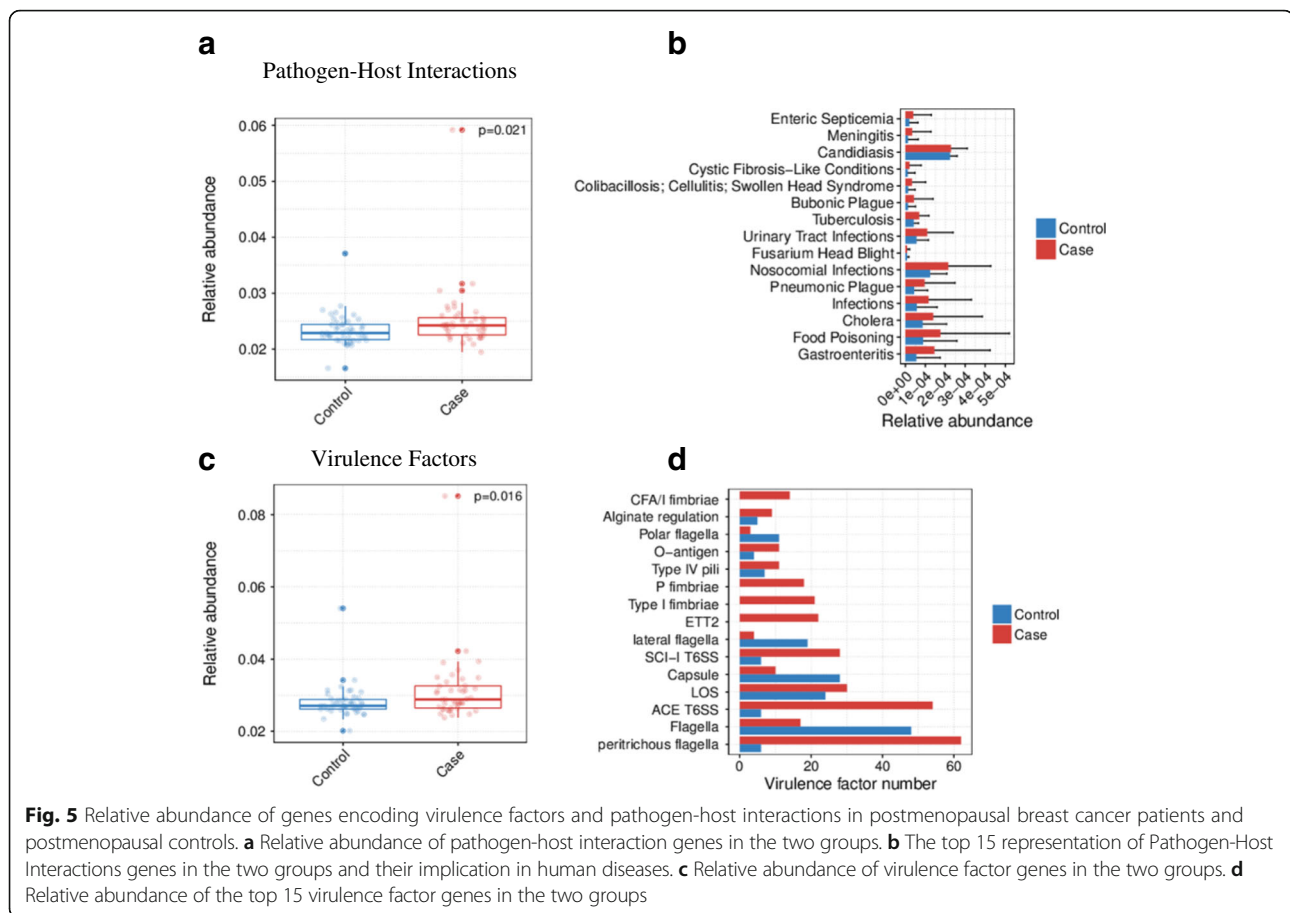 a
Pathogen-Host Interactions
p=0.021
Relative abundance
0.06
0.05
0.04
0.03
0.02
Control
Case
b
Enteric Septicemia
Meningitis
Candidiasis
Cystic Fibrosis-Like Conditions
Colibacillosis; Cellulitis; Swollen Head Syndrome
Bubonic Plague
Tuberculosis
Urinary Tract Infections
Fusarium Head Blight
Nosocomial Infections
Pneumonic Plague
Infections
Cholera
Food Poisoning
Gastroenteritis
0e+00
1e-04
2e-04
3e-04
4e-04
5e-04
Relative abundance
Control
Case
c
Virulence Factors
p=0.016
Relative abundance
0.08
0.06
0.04
0.02
Control
Case
d
CFA/I fimbriae
Alginate regulation
Polar flagella
O-antigen
Type IV pili
P fimbriae
Type I fimbriae
ETT2
lateral flagella
SCI-I T6SS
Capsule
LOS
ACE T6SS
Flagella
peritrichous flagella
0 20 40 60
Virulence factor number
Control
Case
Fig. 5 Relative abundance of genes encoding virulence factors and pathogen-host interactions in postmenopausal breast cancer patients and
postmenopausal controls. a Relative abundance of pathogen-host interaction genes in the two groups. b The top 15 representation of Pathogen-Host
Interactions genes in the two groups and their implication in human diseases. c Relative Abundance of virulence factor genes in the two groups. d
Relative abundance of the top 15 virulence factor genes in the two groups